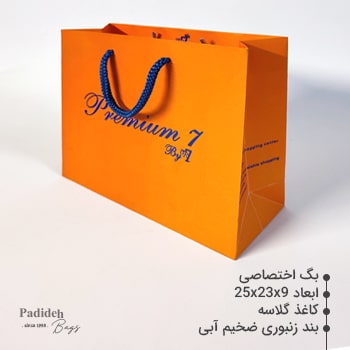 Premium 7
By
بگ اختصاصی
ابعاد 25x23x9
کاغذ گلاسه
بند زنبوری ضخیم آبی
Padideh
. since 1998 .
Bags